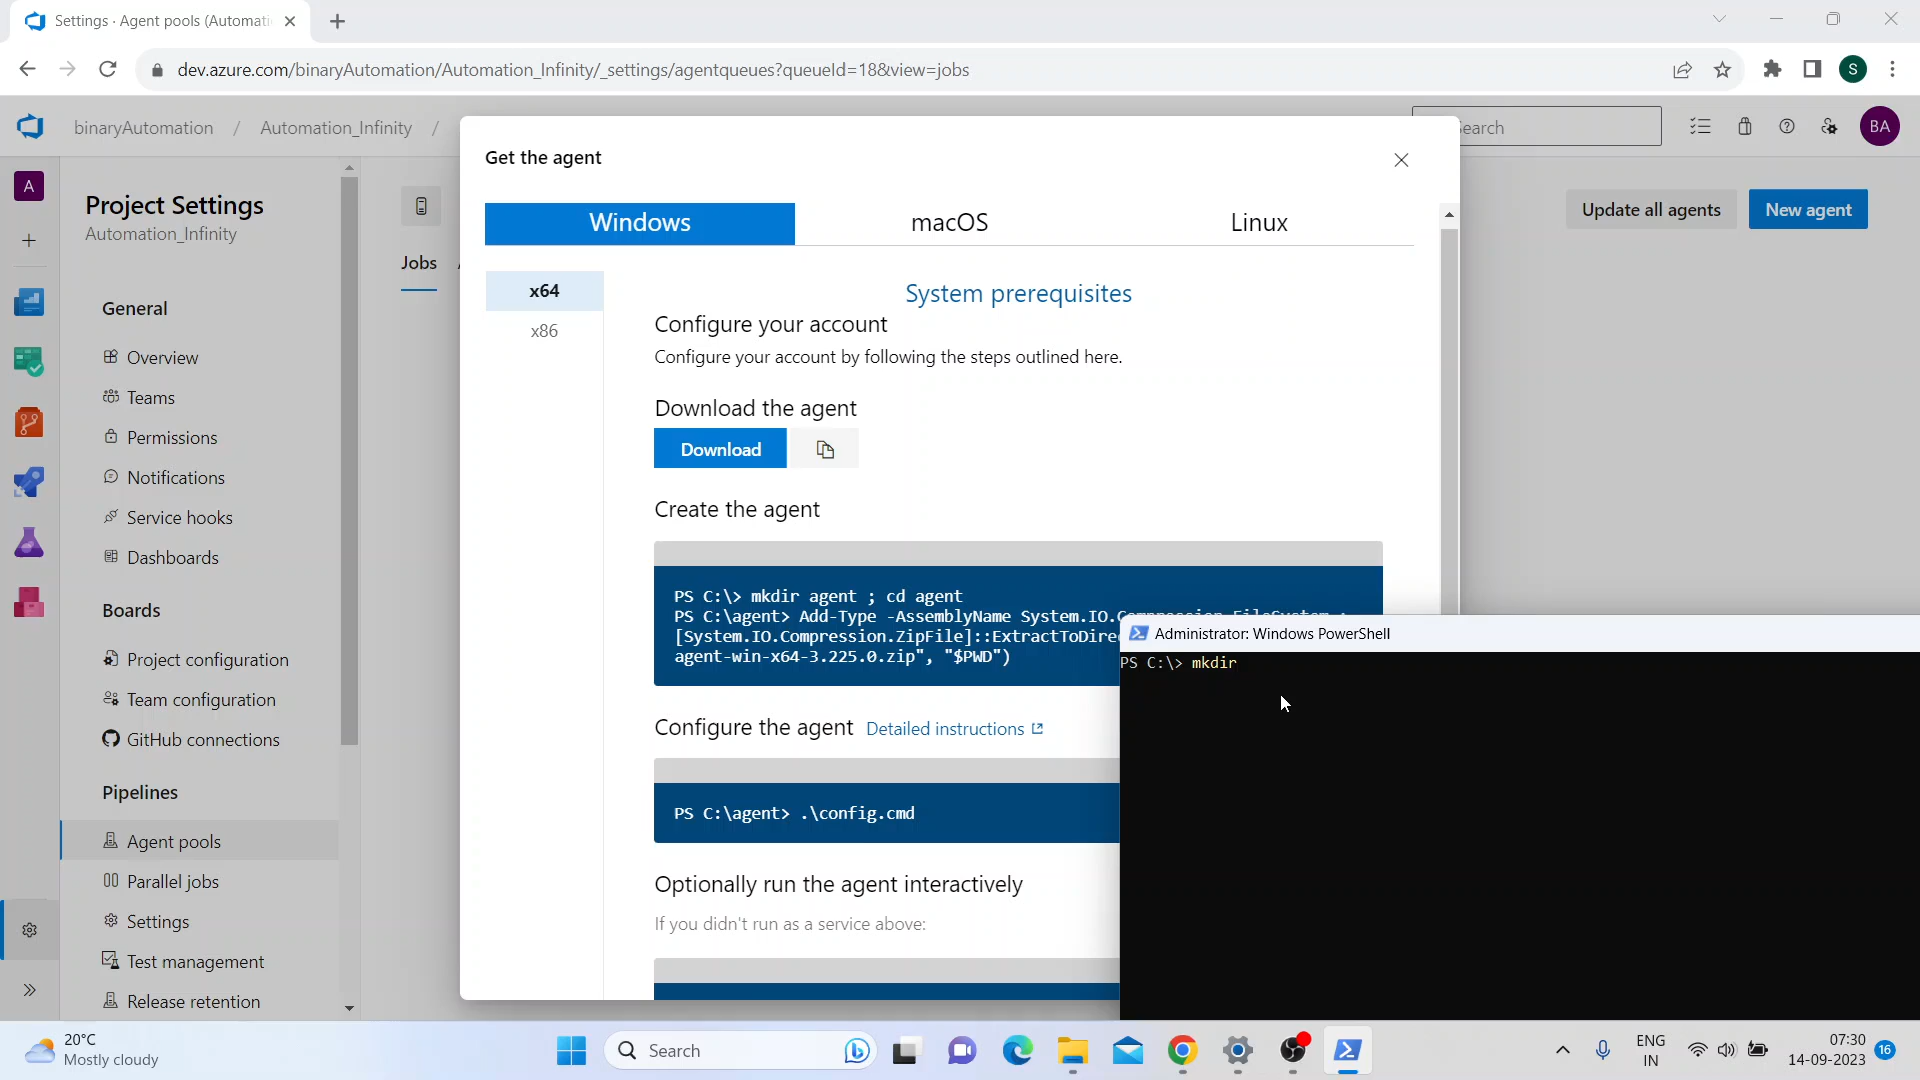 Settings · Agent pools (Automati
dev.azure.com/binaryAutomation/Automation_Infinity/_settings/agentqueues?queueId=18&view=jobs
S
binaryAutomation / Automation_Infinity /
Search
BA
A
Project Settings
Automation_Infinity
General
Overview
Teams
Permissions
Notifications
Service hooks
Dashboards
Boards
Project configuration
Team configuration
GitHub connections
Pipelines
Agent pools
Parallel jobs
Settings
Test management
Release retention
Jobs
Update all agents
New agent
Get the agent
Windows
macOS
Linux
x64
x86
System prerequisites
Configure your account
Configure your account by following the steps outlined here.
Download the agent
Download
Create the agent
PS C:\> mkdir agent ; cd agent
PS C:\agent> Add-Type -AssemblyName System.IO.Compression.FileSystem ;
[System.IO.Compression.ZipFile]::ExtractToDire
agent-win-x64-3.225.0.zip", "$PWD")
Configure the agent Detailed instructions
PS C:\agent> .\config.cmd
Optionally run the agent interactively
If you didn't run as a service above:
Administrator: Windows PowerShell
PS C:\> mkdir
20°C
Mostly cloudy
Search
ENG
IN
07:30
14-09-2023
16